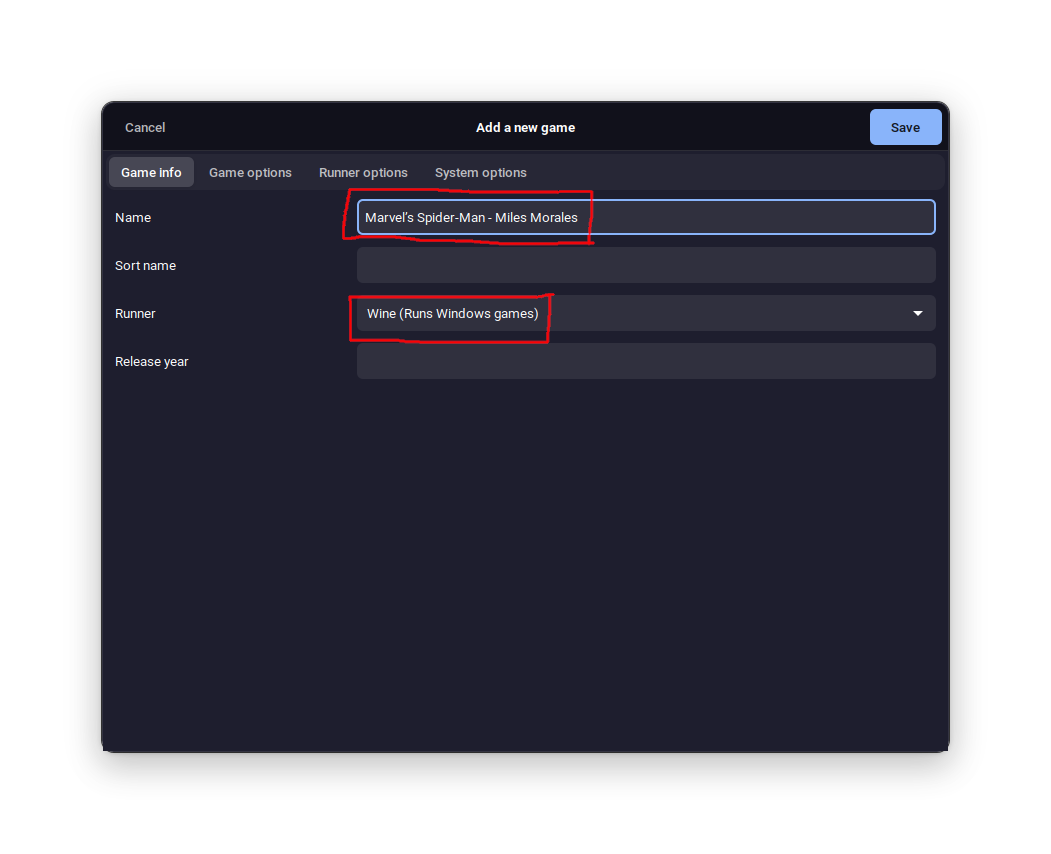 Cancel Add a new game Save
Game info Game options Runner options System options
Name Marvel's Spider-Man - Miles Morales
Sort name
Runner Wine (Runs Windows games)
Release year